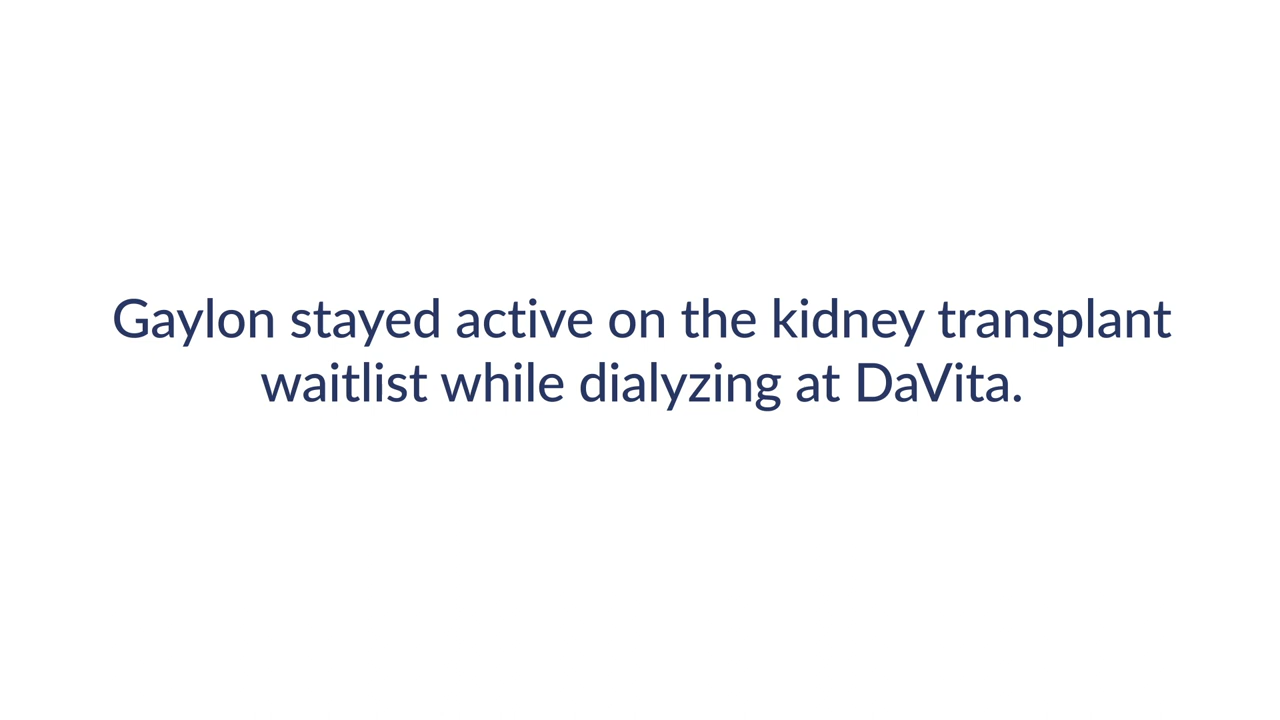 Gaylon stayed active on the kidney transplant
waitlist while dialyzing at DaVita.